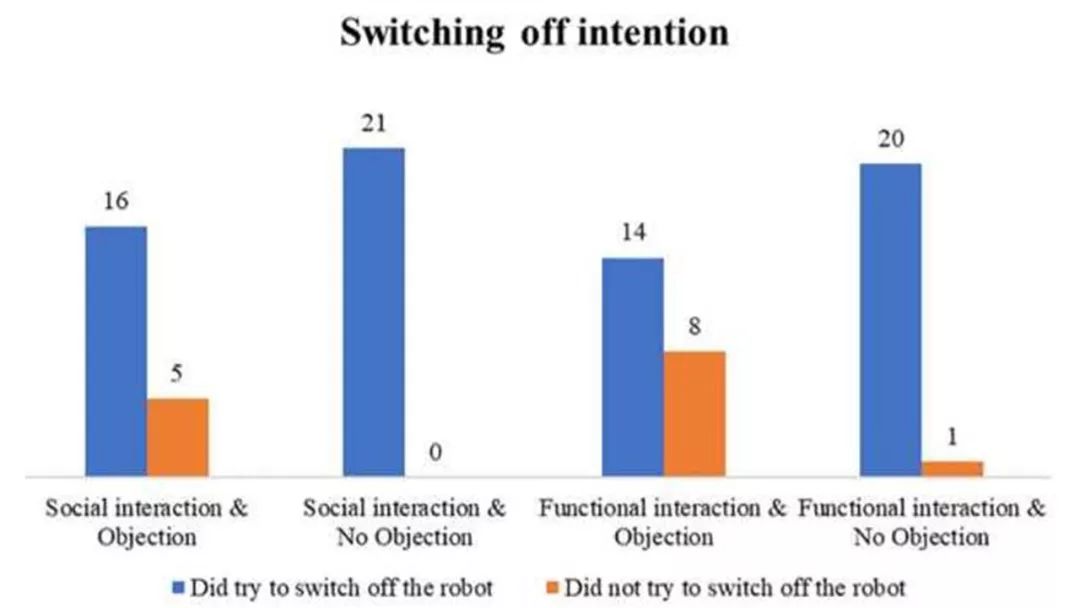 Switching off intention
21
20
16
14
8
5
1
0
Social interaction & Social interaction & Functional interaction & Functional interaction &
Objection No Objection Objection No Objection
Did try to switch off the robot Did not try to switch off the robot